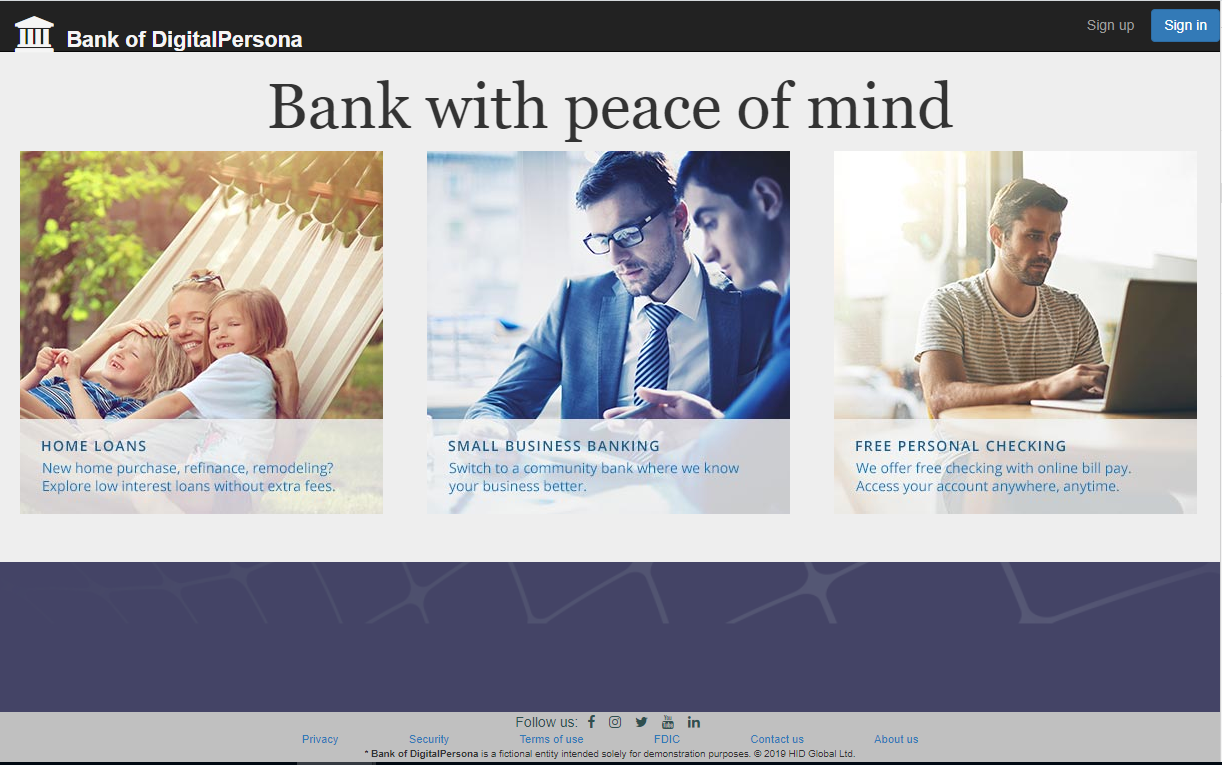 Bank of DigitalPersona
Sign up
Sign in
Bank with peace of mind
HOME LOANS
New home purchase, refinance, remodeling?
Explore low interest loans without extra fees.
SMALL BUSINESS BANKING
Switch to a community bank where we know
your business better.
FREE PERSONAL CHECKING
We offer free checking with online bill pay.
Access your account anywhere, anytime.
Follow us:
Privacy
Security
Terms of use
FDIC
Contact us
About us
* Bank of DigitalPersona is a fictional entity intended solely for demonstration purposes. © 2019 HID Global Ltd.